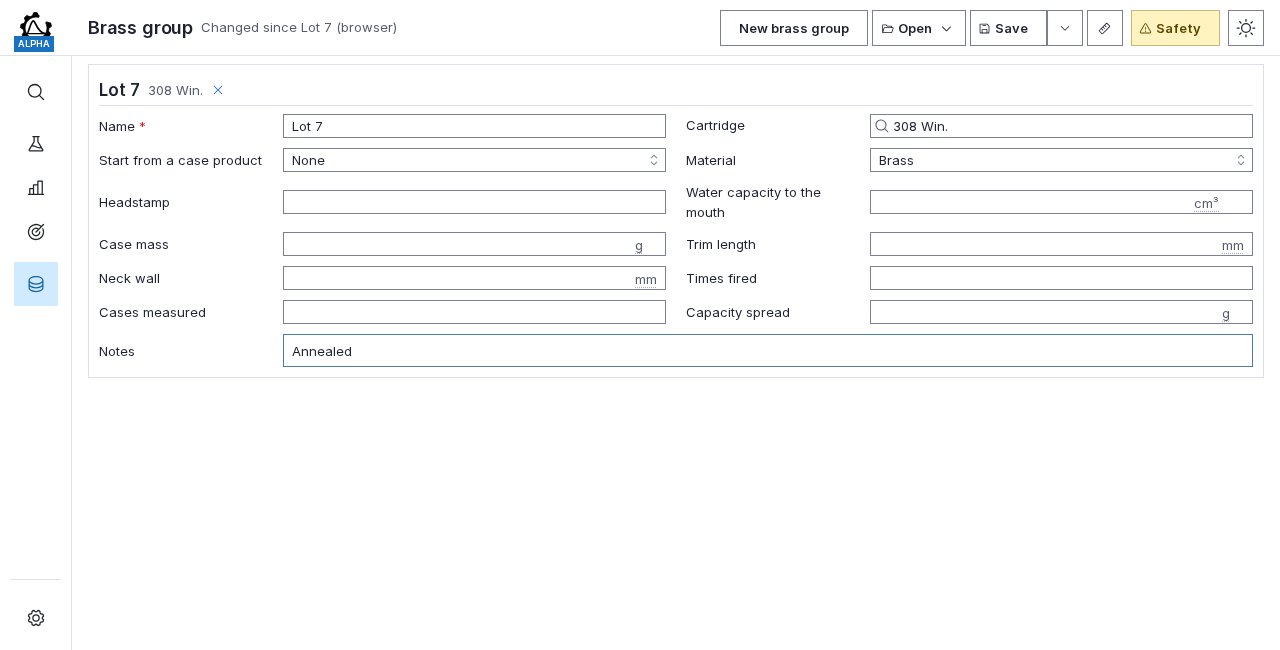 ALPHA
Brass group Changed since Lot 7 (browser)
New brass group
Open
Save
Safety
Lot 7 308 Win.
Name * Lot 7
Cartridge 308 Win.
Start from a case product None
Material Brass
Headstamp
Water capacity to the
mouth
cm³
Case mass g
Trim length mm
Neck wall mm
Times fired
Cases measured
Capacity spread g
Notes Annealed